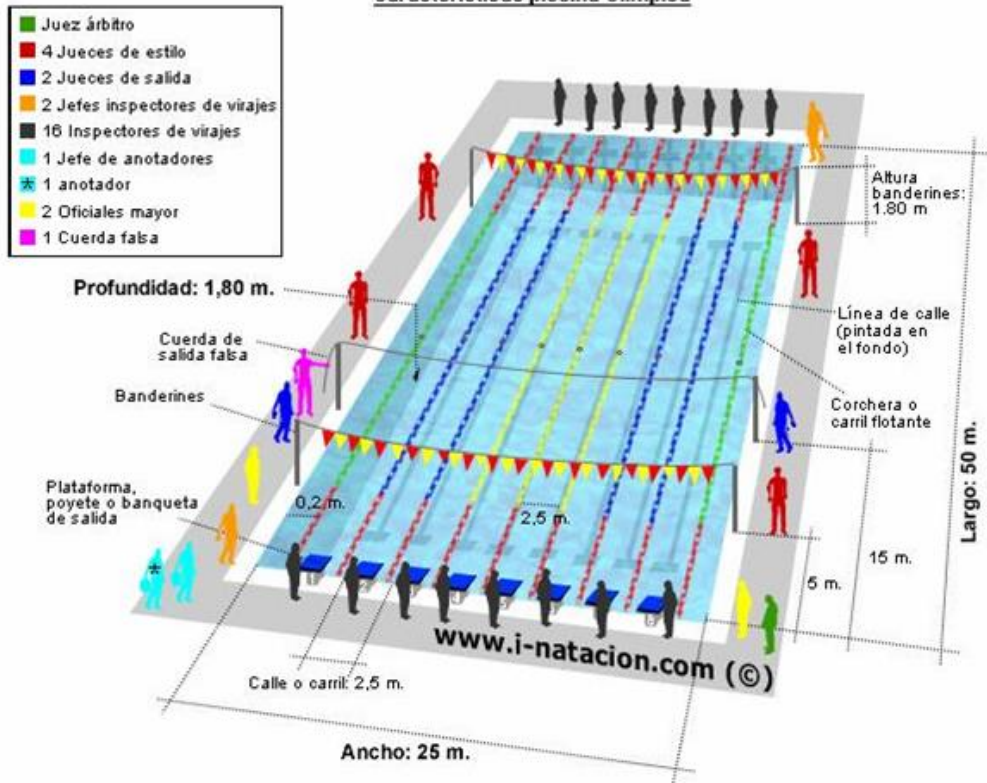 Características piscina olímpica
Juez árbitro
4 Jueces de estilo
2 Jueces de salida
2 Jefes inspectores de virajes
16 Inspectores de virajes
1 Jefe de anotadores
* 1 anotador
2 Oficiales mayor
1 Cuerda falsa
Altura
banderines:
1.80 m
Profundidad: 1,80 m.
Cuerda de
salida falsa
Banderines
Línea de calle
(pintada en
el fondo)
Corchera o
carril flotante
Plataforma,
poyete o banqueta
de salida
0,2 m.
2,5 m.
*
Largo: 50 m.
15 m.
5 m.
www.i-natacion.com (©)
Calle o carril: 2,5 m.
Ancho: 25 m.